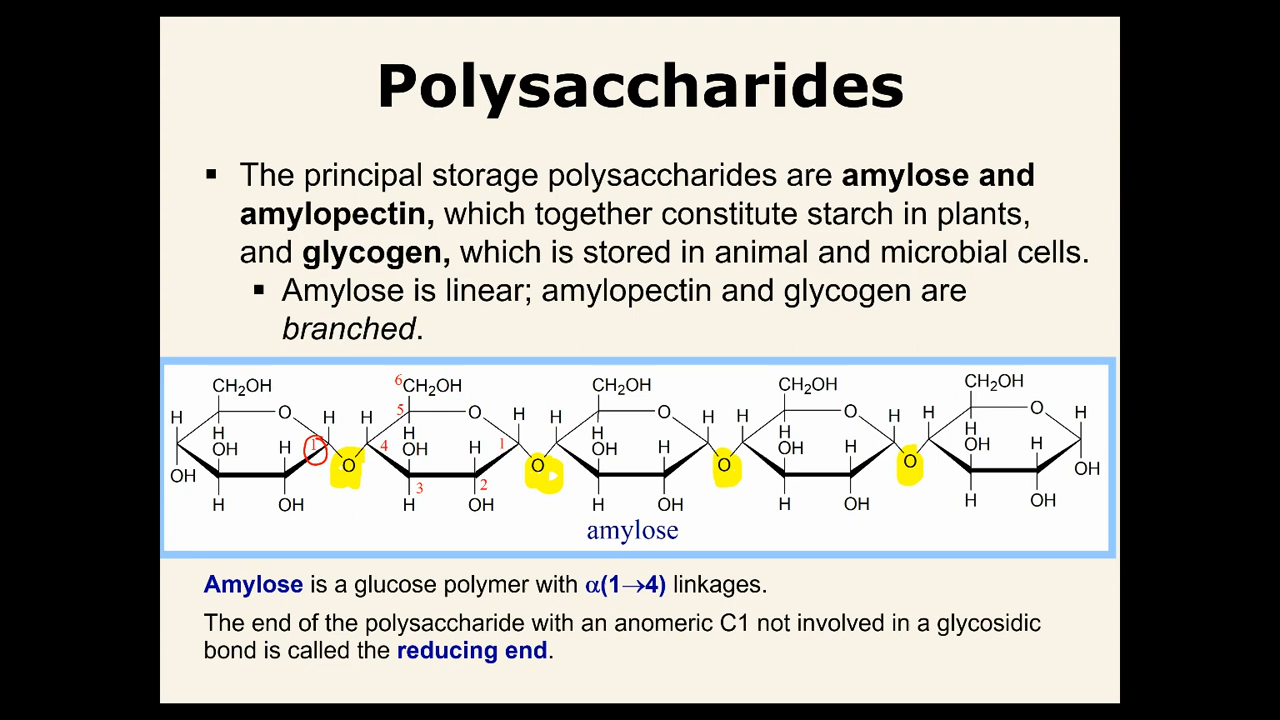 Polysaccharides
▪ The principal storage polysaccharides are amylose and
amylopectin, which together constitute starch in plants,
and glycogen, which is stored in animal and microbial cells.
▪ Amylose is linear; amylopectin and glycogen are
branched.
CH₂OH 6 CH₂OH CH₂OH CH₂OH CH₂OH
H O H H 5 O H H O H H O H H O H
H H H H H
OH H 1 4 OH H 1 OH H OH H OH H
OH O O O O OH
3 2
H OH H OH H OH H OH H OH
amylose
Amylose is a glucose polymer with α(1→4) linkages.
The end of the polysaccharide with an anomeric C1 not involved in a glycosidic
bond is called the reducing end.